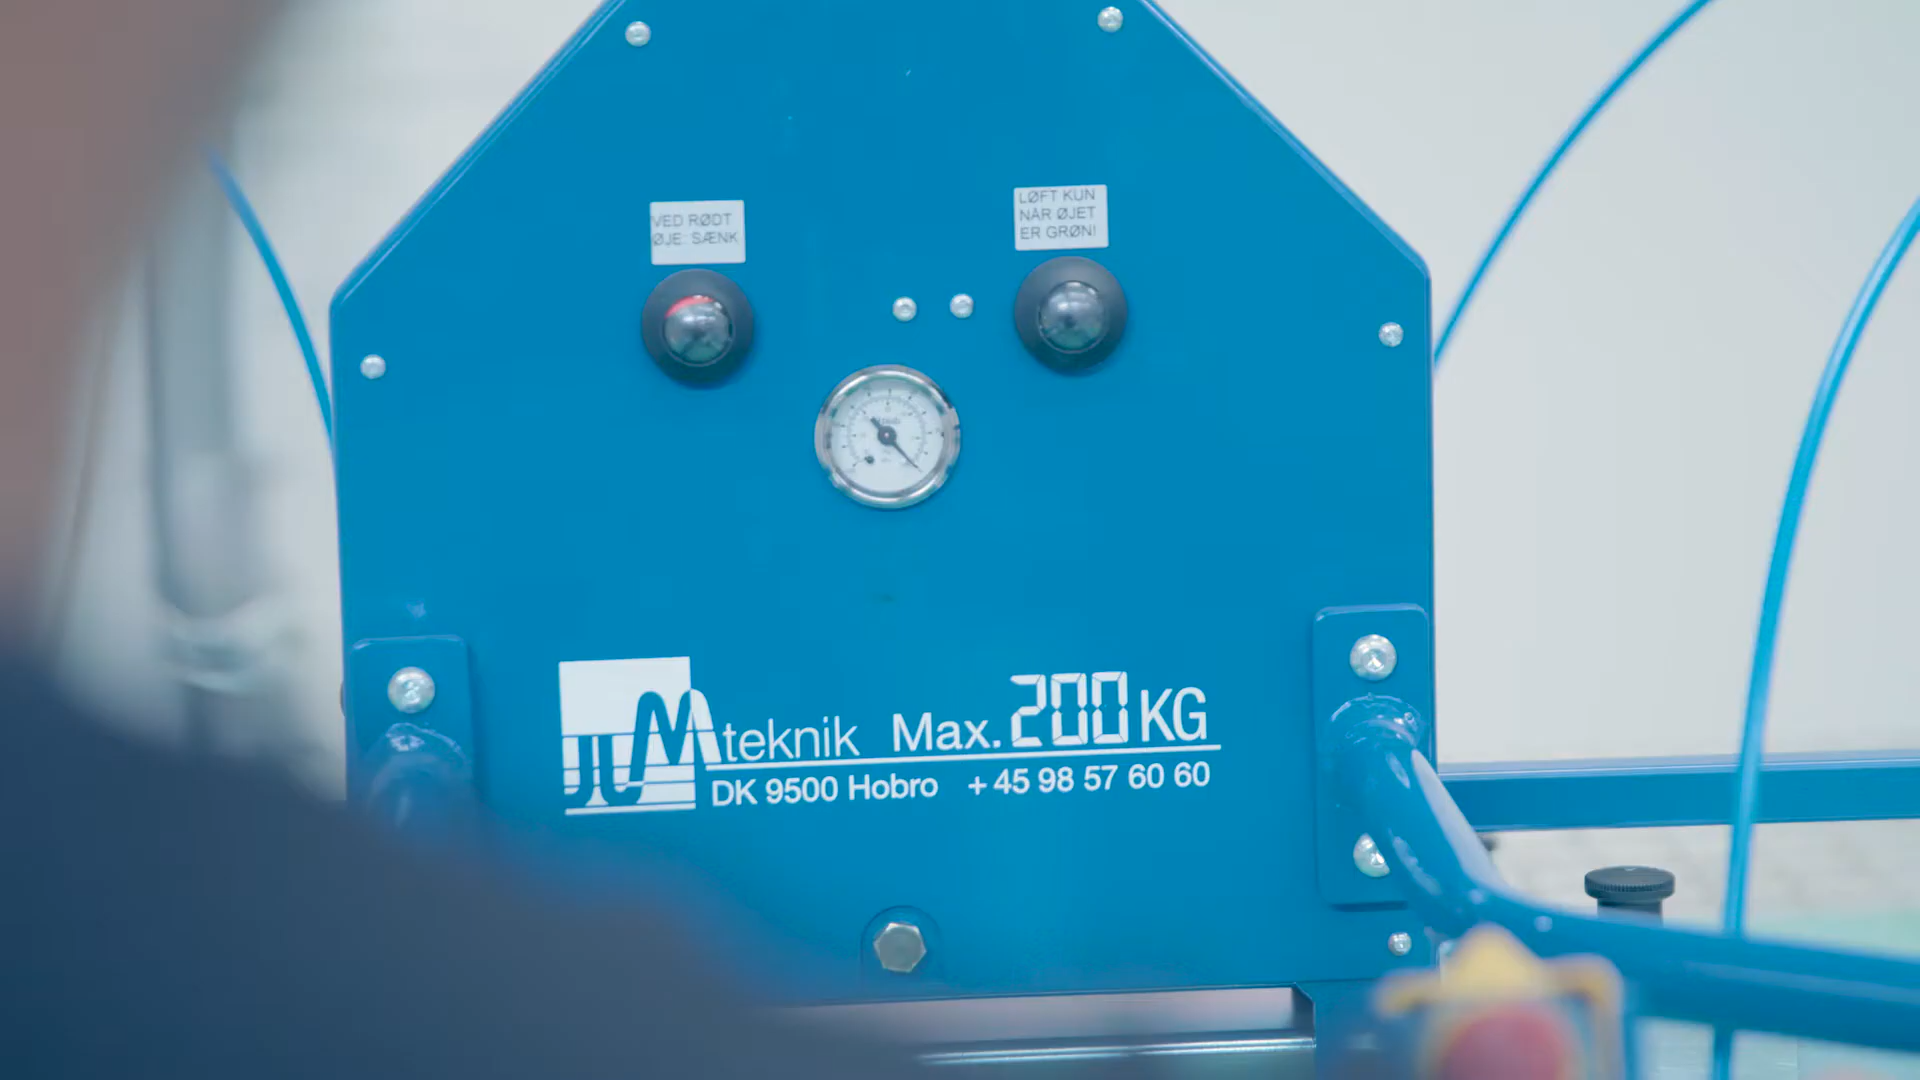 VED RØDT
ØJE: SÆNK
LØFT KUN
NÅR ØJET
ER GRØN!
JVM teknik Max. 200 KG
DK 9500 Hobro +45 98 57 60 60